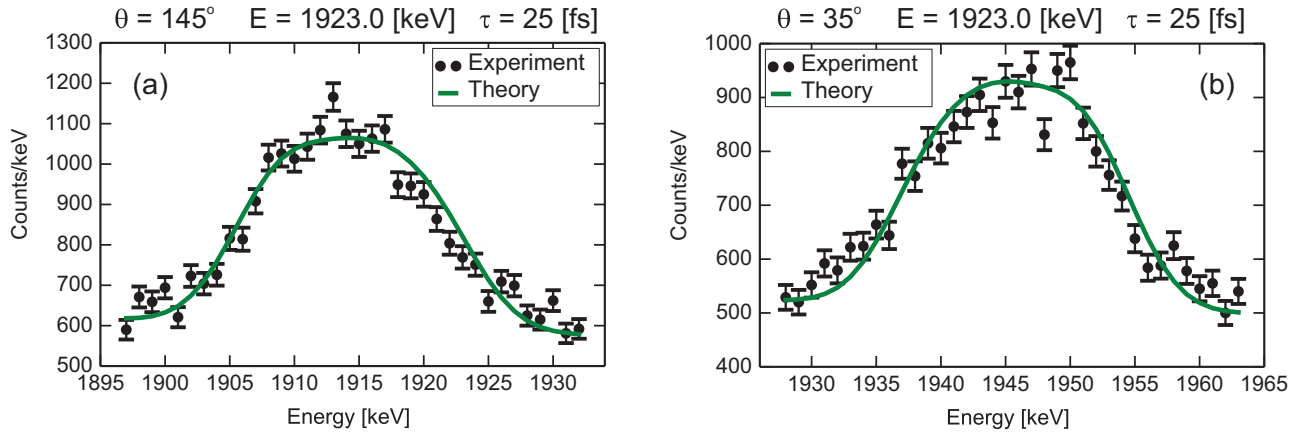 θ = 145° E = 1923.0 [keV] τ = 25 [fs]
1300
1200
1100
1000
900
800
700
600
500
Counts/keV
(a)
Experiment
Theory
1895 1900 1905 1910 1915 1920 1925 1930
Energy [keV]
θ = 35° E = 1923.0 [keV] τ = 25 [fs]
1000
900
800
700
600
500
400
Counts/keV
Experiment
Theory
(b)
1930 1935 1940 1945 1950 1955 1960 1965
Energy [keV]